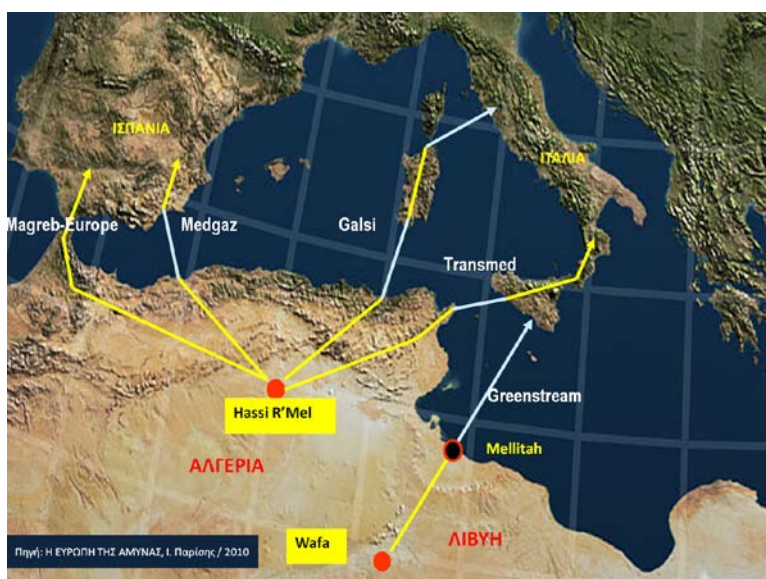 ΙΣΠΑΝΙΑ
ΙΤΑΛΙΑ
Magreb-Europe
Medgaz
Galsi
Transmed
Greenstream
Hassi R'Mel
Mellitah
ΑΛΓΕΡΙΑ
Wafa
ΛΙΒΥΗ
Πηγή: Η ΕΥΡΩΠΗ ΤΗΣ ΑΜΥΝΑΣ, Ι. Παρίσης / 2010